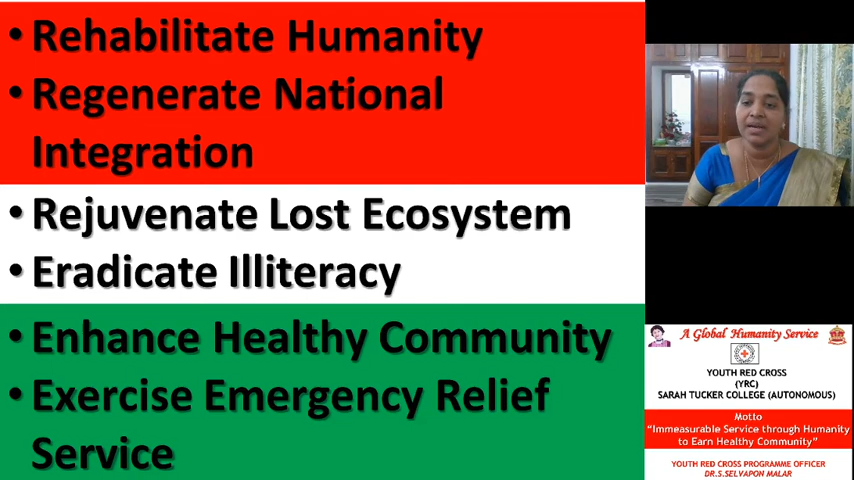 • Rehabilitate Humanity
• Regenerate National
Integration
• Rejuvenate Lost Ecosystem
• Eradicate Illiteracy
• Enhance Healthy Community
• Exercise Emergency Relief
Service
A Global Humanity Service
YOUTH RED CROSS
(YRC)
SARAH TUCKER COLLEGE (AUTONOMOUS)
Motto
“Immeasurable Service through Humanity
to Earn Healthy Community”
YOUTH RED CROSS PROGRAMME OFFICER
DR.S.SELVAPON MALAR